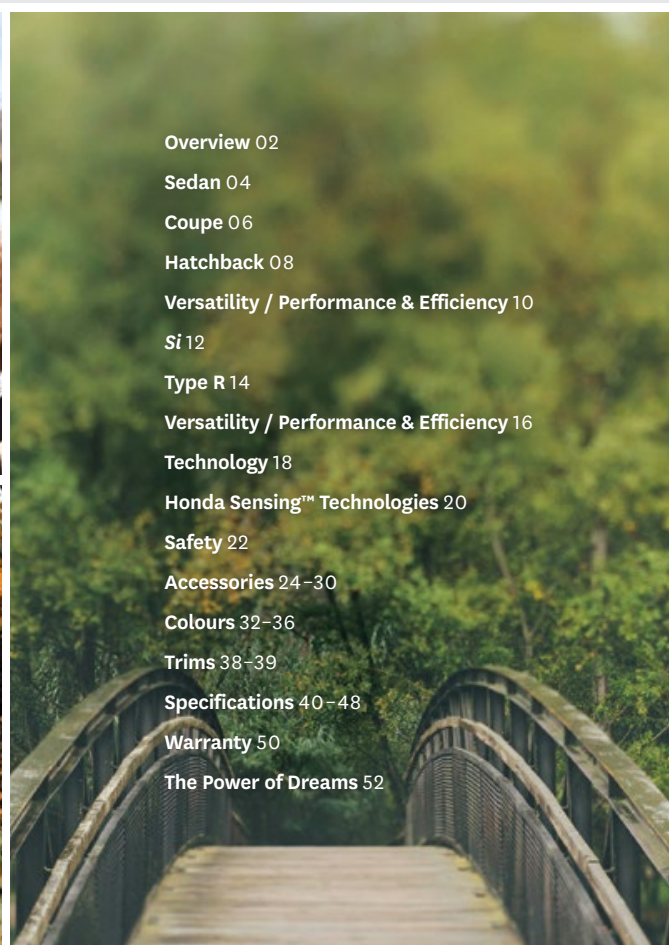 Overview 02
Sedan 04
Coupe 06
Hatchback 08
Versatility / Performance & Efficiency 10
Si 12
Type R 14
Versatility / Performance & Efficiency 16
Technology 18
Honda Sensing™ Technologies 20
Safety 22
Accessories 24–30
Colours 32–36
Trims 38–39
Specifications 40–48
Warranty 50
The Power of Dreams 52